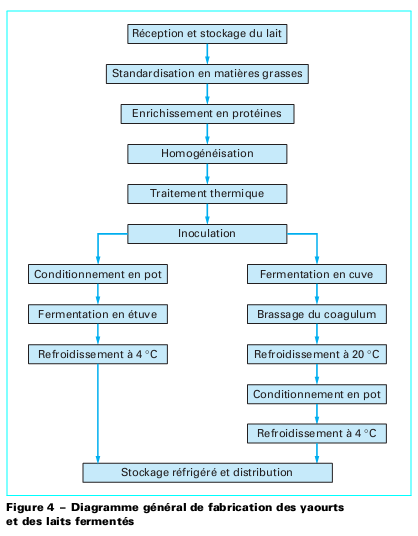 Réception et stockage du lait
Standardisation en matières grasses
Enrichissement en protéines
Homogénéisation
Traitement thermique
Inoculation
Conditionnement en pot
Fermentation en étuve
Refroidissement à 4 °C
Fermentation en cuve
Brassage du coagulum
Refroidissement à 20 °C
Conditionnement en pot
Refroidissement à 4 °C
Stockage réfrigéré et distribution
Figure 4 – Diagramme général de fabrication des yaourts
et des laits fermentés